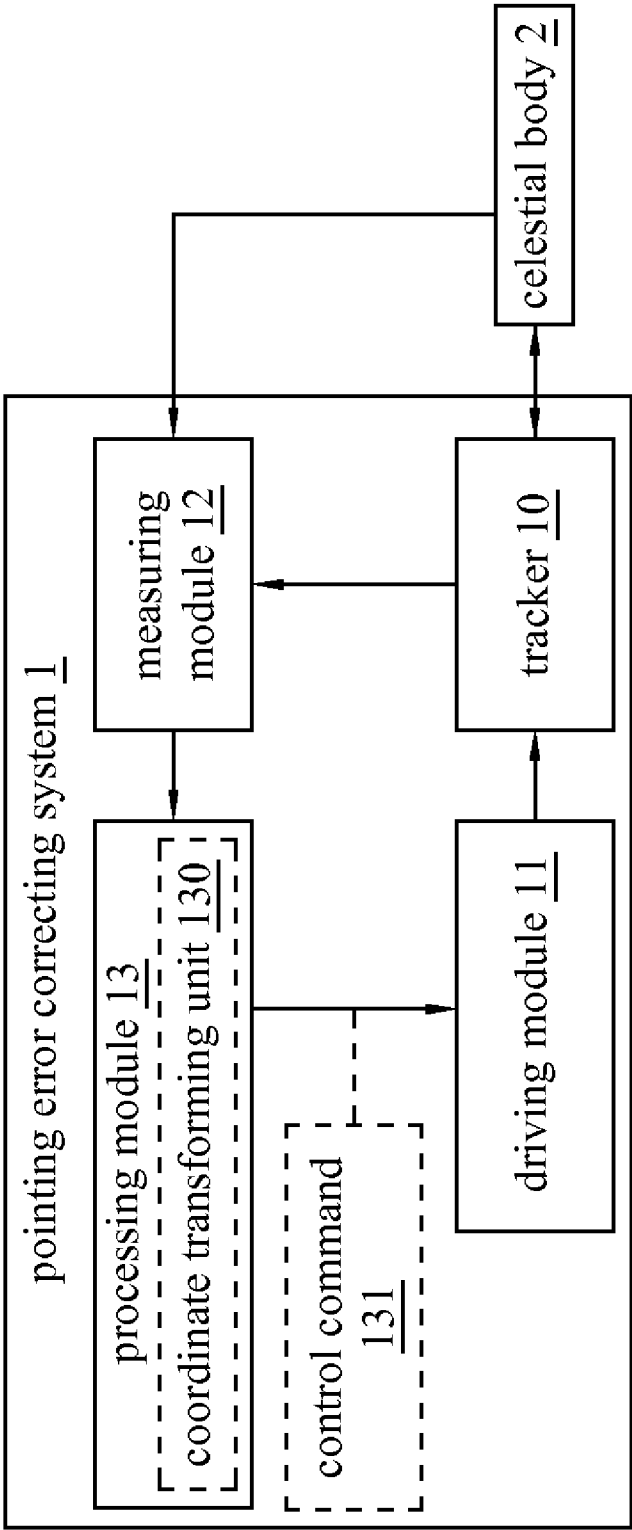 pointing error correcting system 1
processing module 13
coordinate transforming unit 130
measuring
module 12
control command
131
driving module 11
tracker 10
celestial body 2